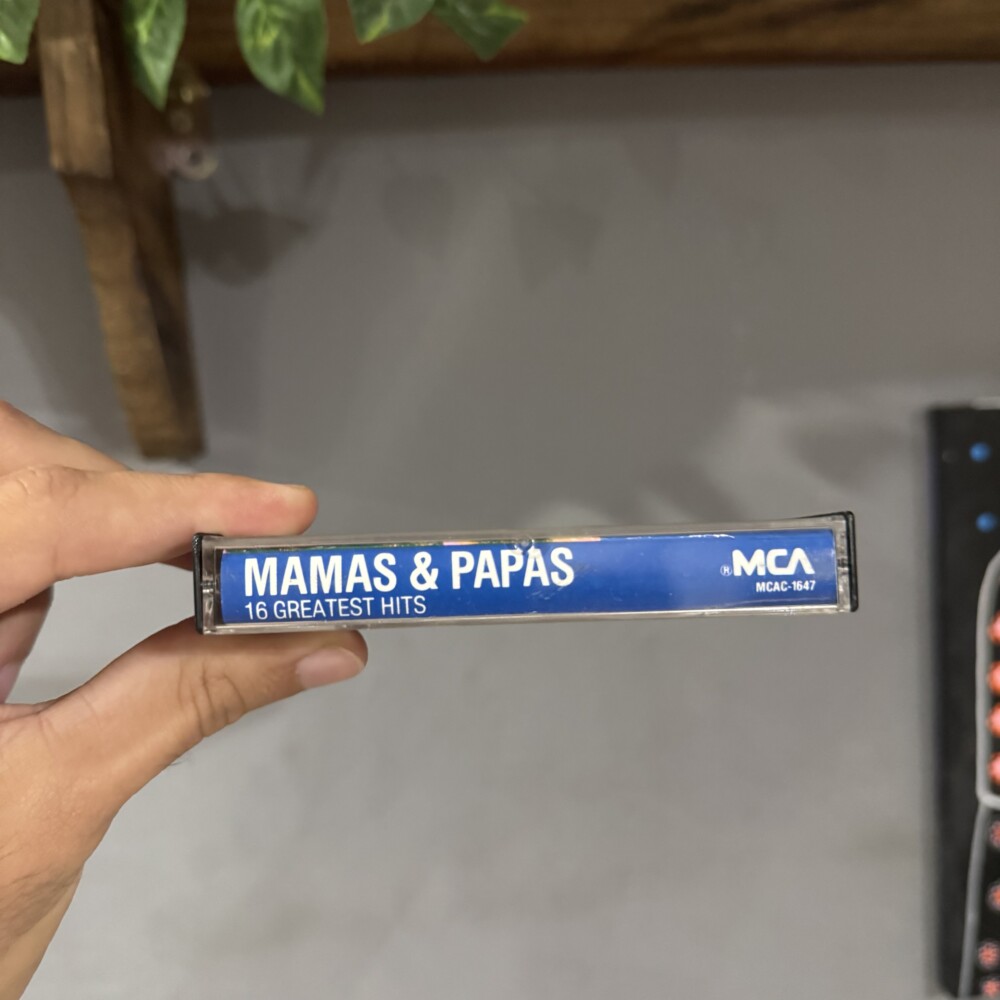 MAMAS & PAPAS
16 GREATEST HITS
®MCA
MCAC-1647